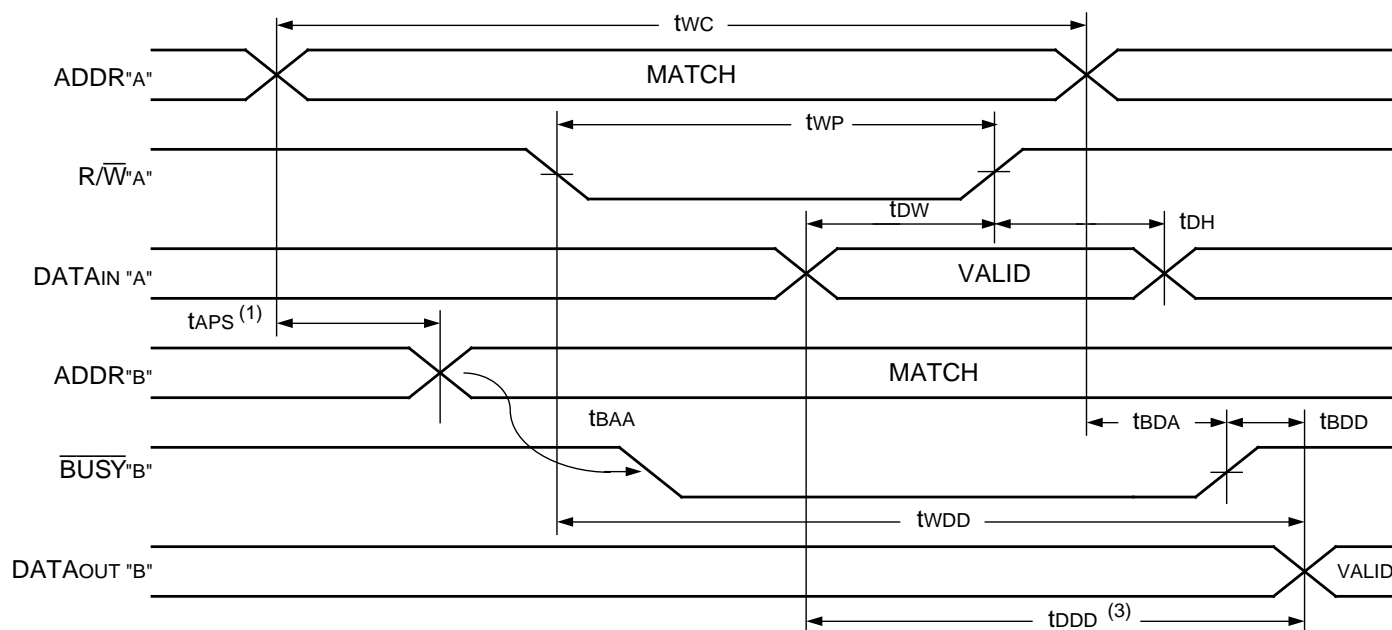 tWC
ADDR"A" MATCH
tWP
R/W"A"
tDW tDH
DATAIN "A" VALID
tAPS (1)
ADDR"B" MATCH
tBAA tBDA tBDD
BUSY"B"
tWDD
DATAOUT "B" VALID
tDDD (3)